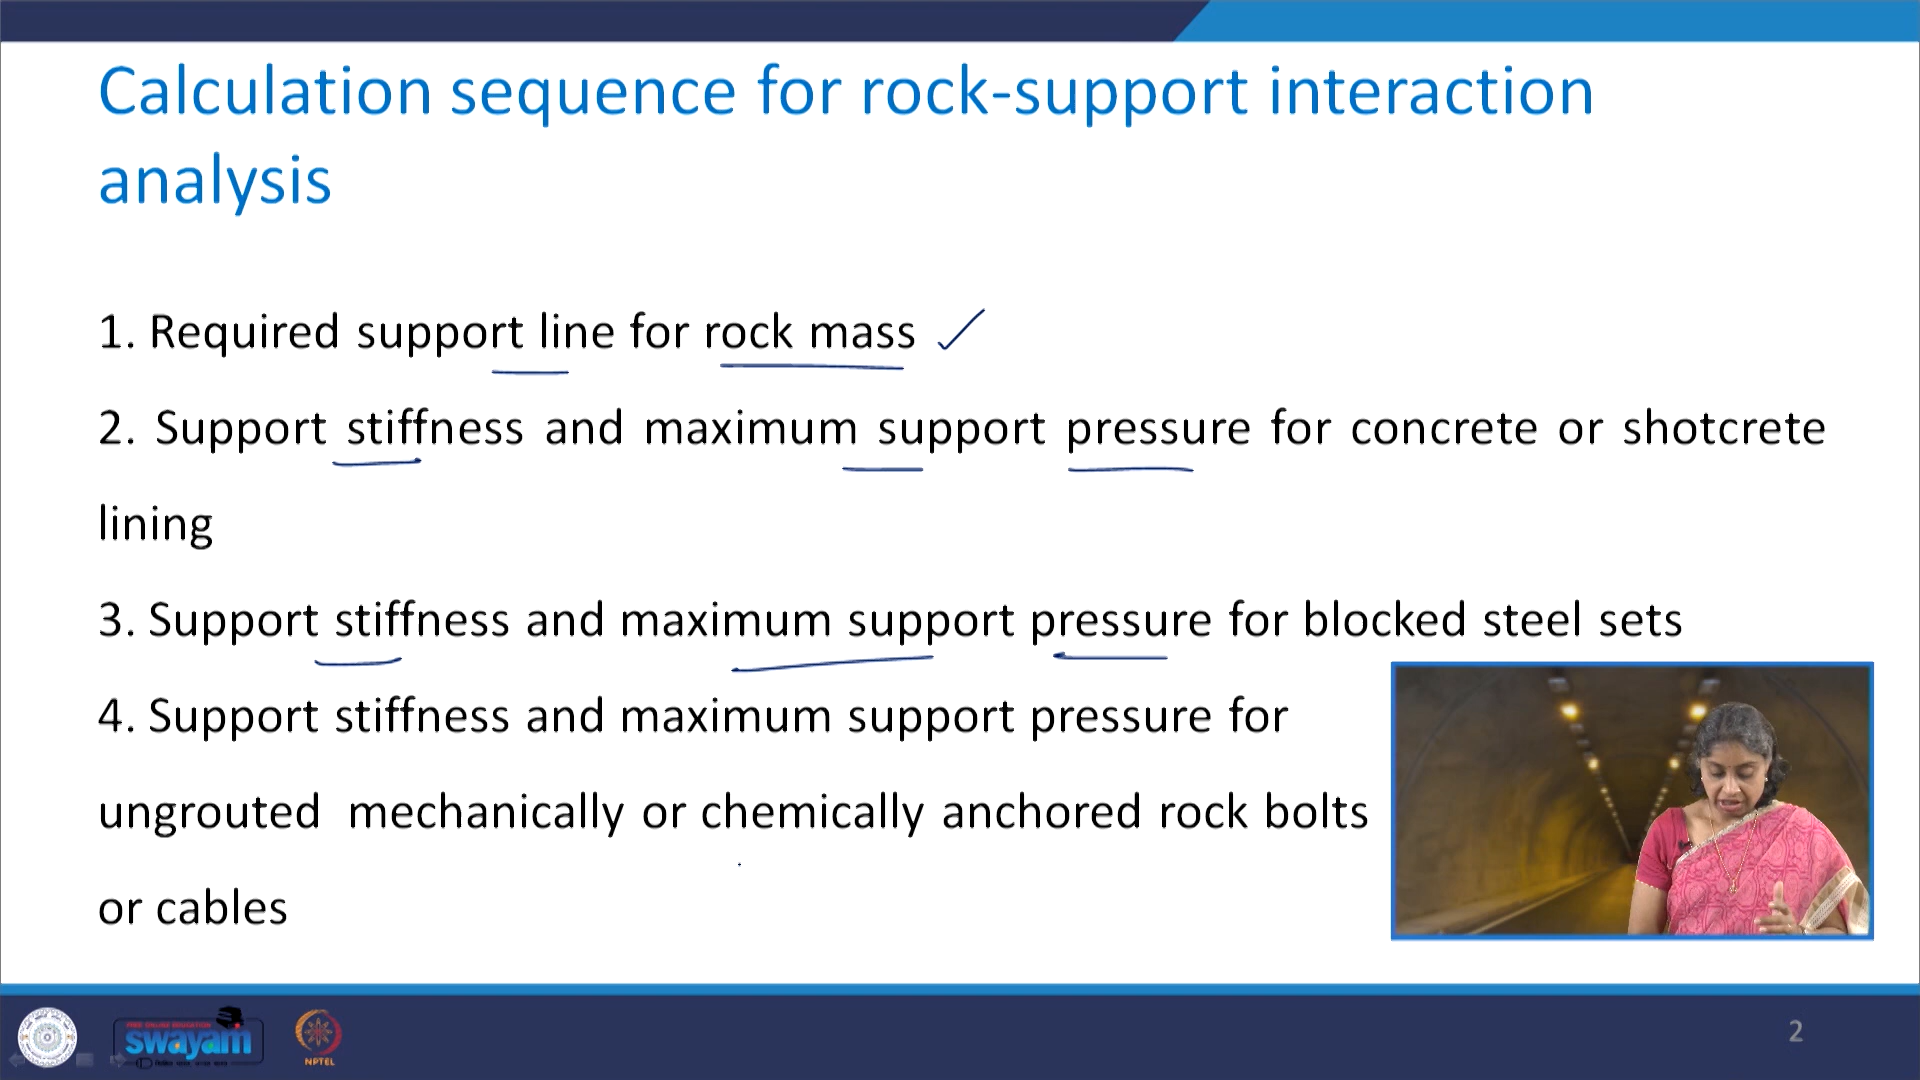 Calculation sequence for rock-support interaction
analysis
1. Required support line for rock mass
2. Support stiffness and maximum support pressure for concrete or shotcrete
lining
3. Support stiffness and maximum support pressure for blocked steel sets
4. Support stiffness and maximum support pressure for
ungrouted mechanically or chemically anchored rock bolts
or cables
FREE ONLINE EDUCATION
swayam
NPTEL
2